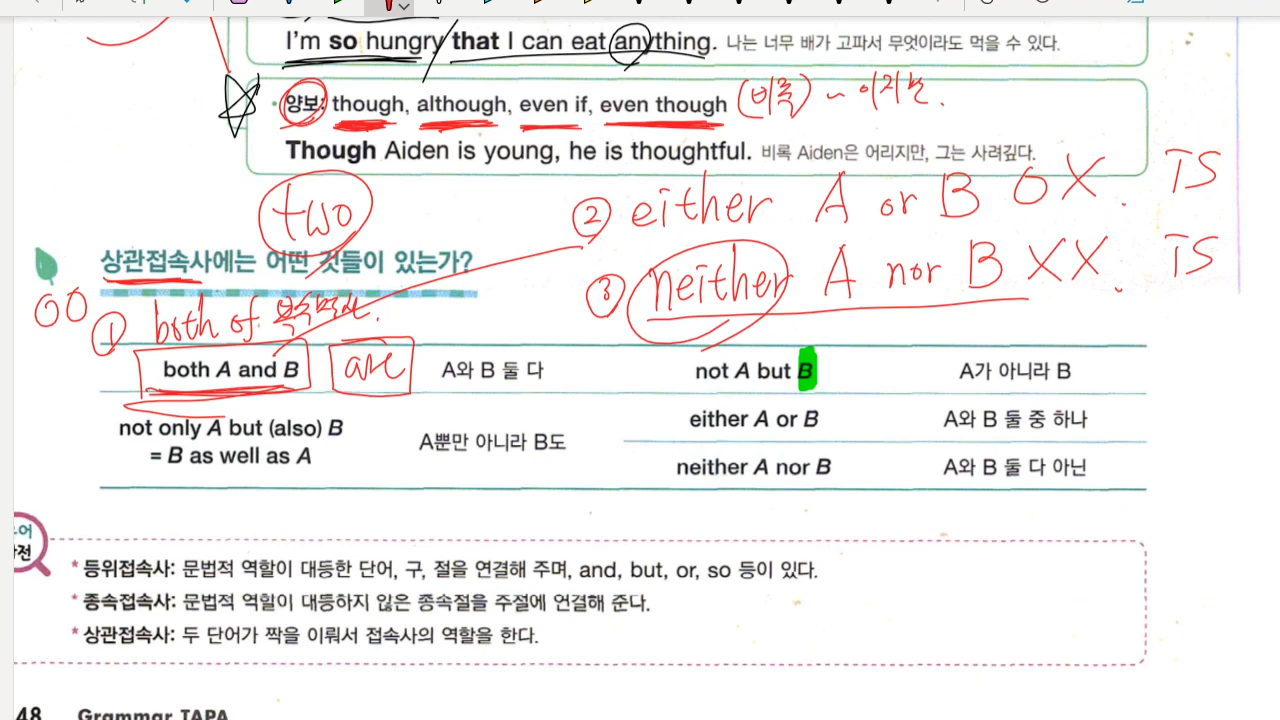 I'm so hungry that I can eat anything. 나는 너무 배가 고파서 무엇이라도 먹을 수 있다.
양보: though, although, even if, even though (비록) ~ 이지만.
Though Aiden is young, he is thoughtful. 비록 Aiden은 어리지만, 그는 사려깊다.
two
② either A or B O X. IS
상관접속사에는 어떤 것들이 있는가?
③ neither A nor B X X. IS
OO ① both of 복수명사.
both A and B are A와 B 둘 다
not A but B A가 아니라 B
not only A but (also) B
= B as well as A
A뿐만 아니라 B도
either A or B A와 B 둘 중 하나
neither A nor B A와 B 둘 다 아닌
* 등위접속사: 문법적 역할이 대등한 단어, 구, 절을 연결해 주며, and, but, or, so 등이 있다.
* 종속접속사: 문법적 역할이 대등하지 않은 종속절을 주절에 연결해 준다.
* 상관접속사: 두 단어가 짝을 이뤄서 접속사의 역할을 한다.
48 Grammar TAPA